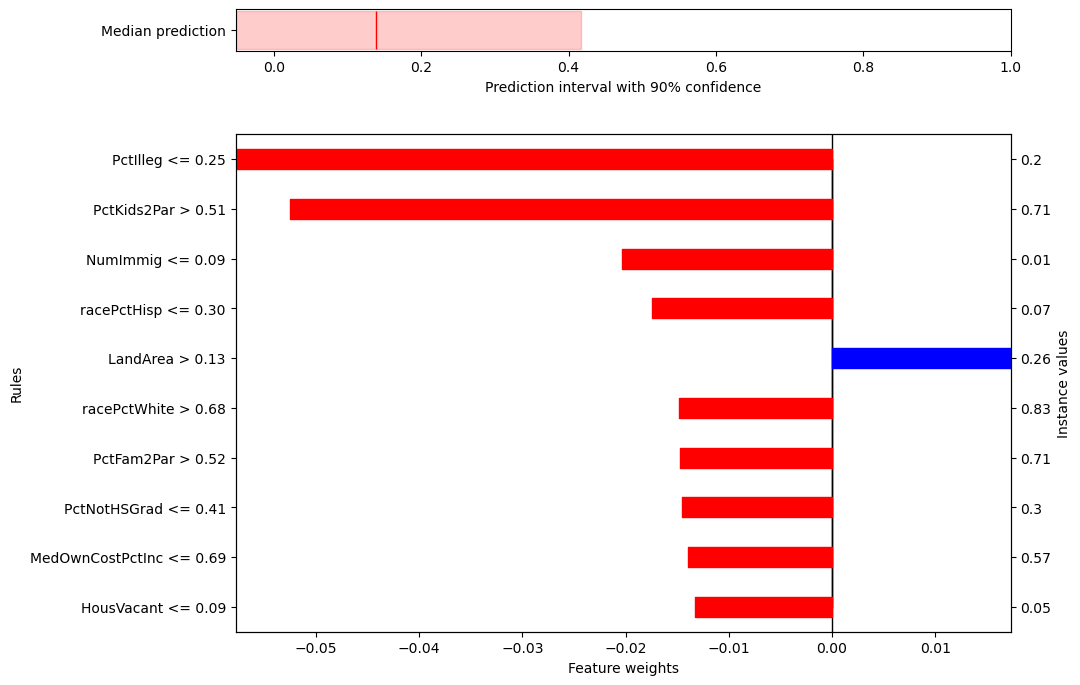 Median prediction
0.0 0.2 0.4 0.6 0.8 1.0
Prediction interval with 90% confidence
Rules
PctIlleg <= 0.25 0.2
PctKids2Par > 0.51 0.71
NumImmig <= 0.09 0.01
racePctHisp <= 0.30 0.07
LandArea > 0.13 0.26
racePctWhite > 0.68 0.83
PctFam2Par > 0.52 0.71
PctNotHSGrad <= 0.41 0.3
MedOwnCostPctInc <= 0.69 0.57
HousVacant <= 0.09 0.05
Instance values
−0.05 −0.04 −0.03 −0.02 −0.01 0.00 0.01
Feature weights